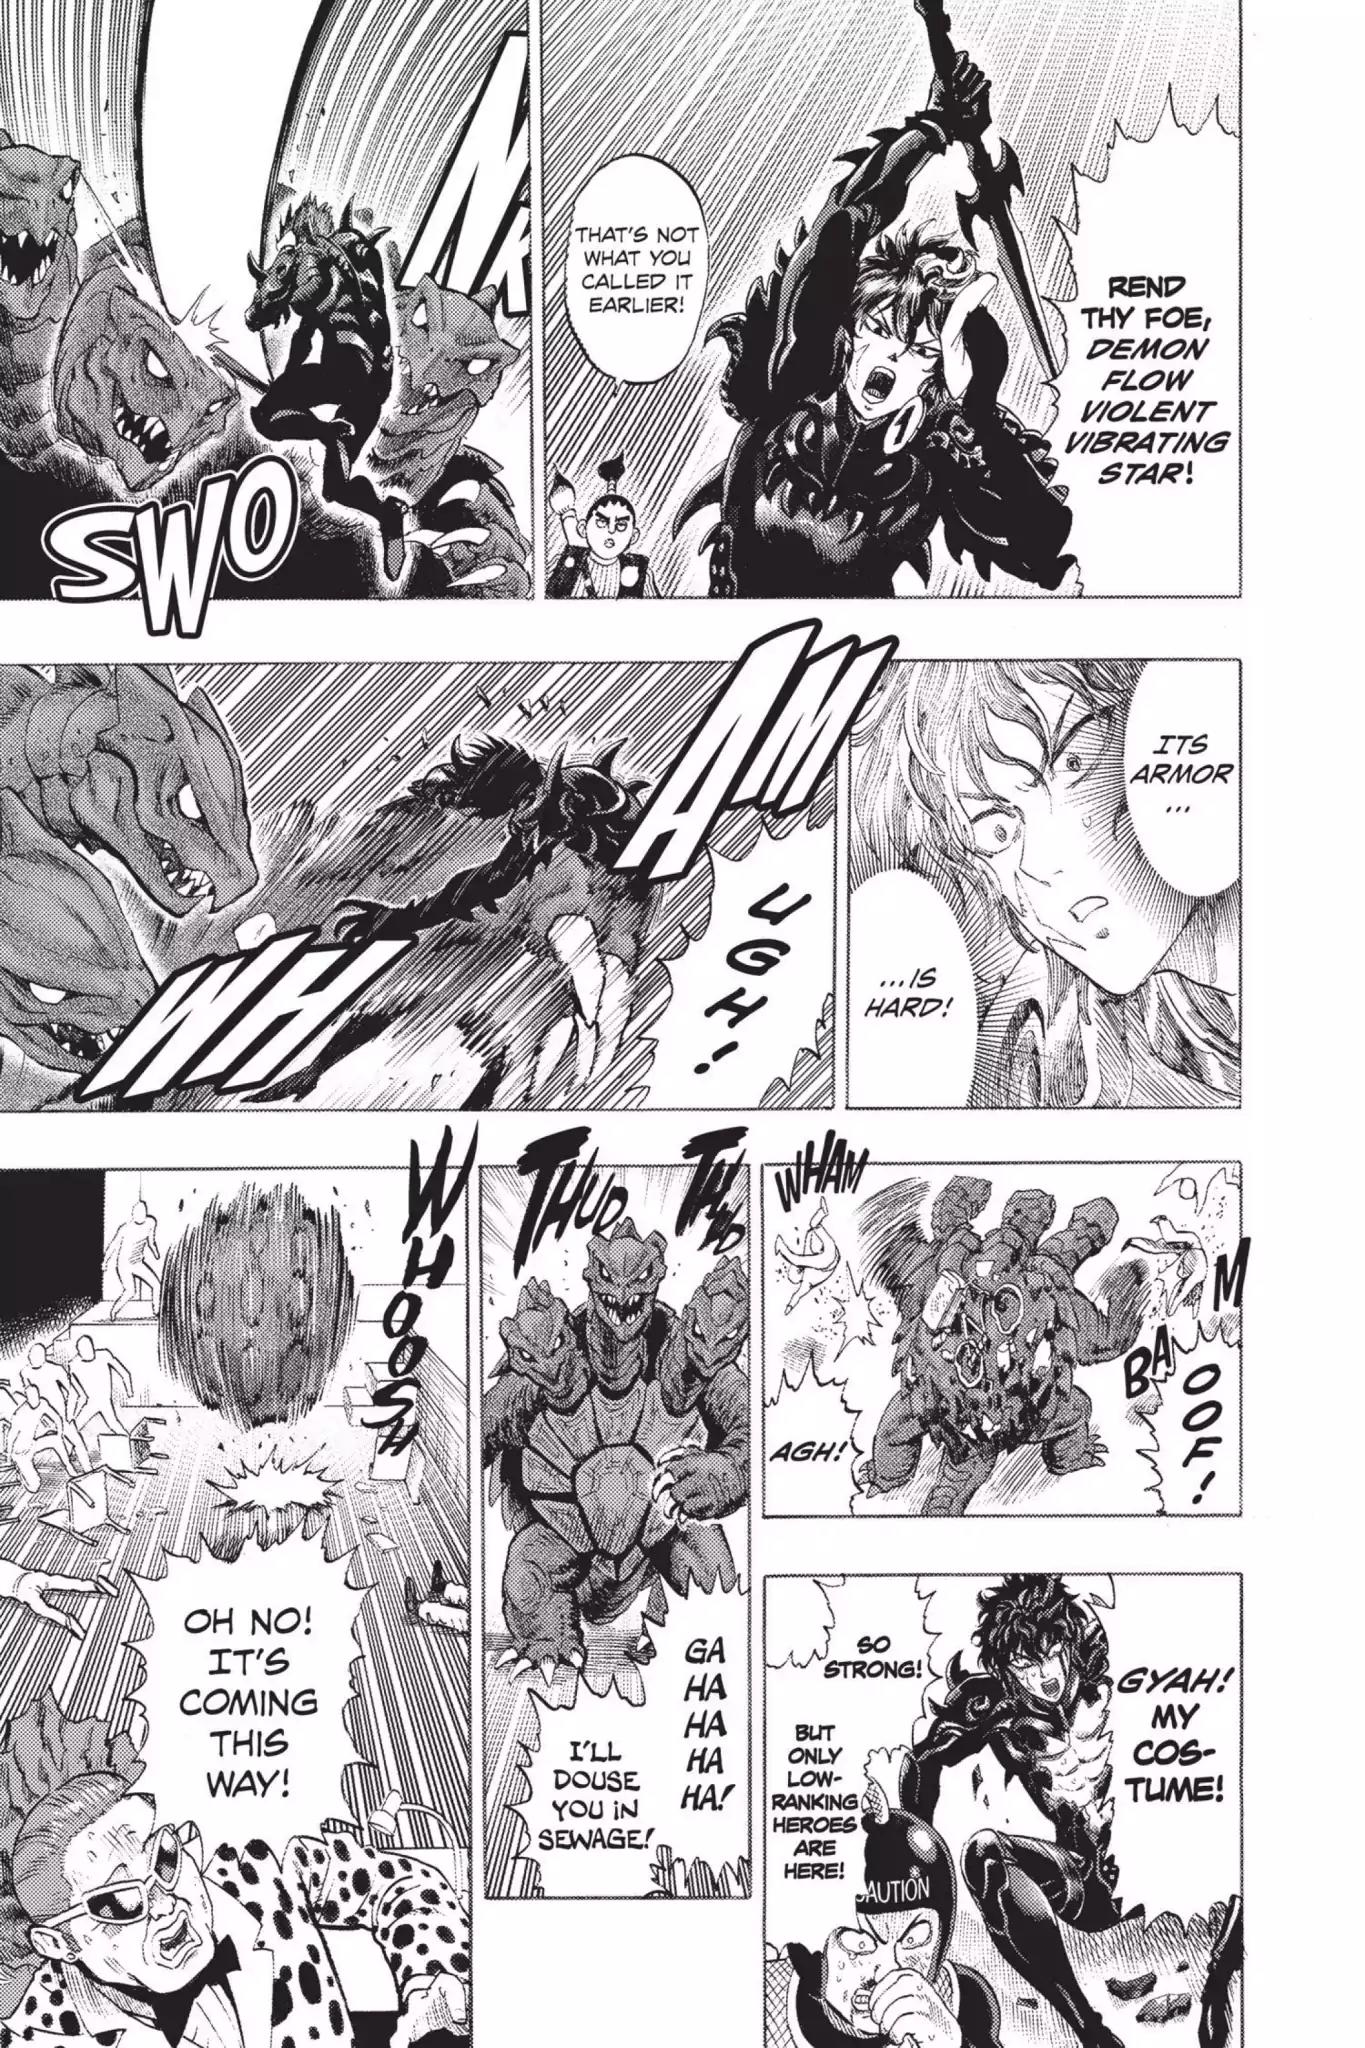 REND
THY FOE,
DEMON
FLOW
VIOLENT
VIBRATING
STAR!
THAT'S NOT
WHAT YOU
CALLED IT
EARLIER!
SWO
ITS
ARMOR
...
...IS
HARD!
WHAM
UGH!
WHAM
BAM
OOF!
AGH!
GYAH!
MY
COS-
TUME!
SO
STRONG!
BUT
ONLY
LOW-
RANKING
HEROES
ARE
HERE!
CAUTION
THUD
THUD
GA
HA
HA
HA
HA!
I'LL
DOUSE
YOU IN
SEWAGE!
WHOOSH
OH NO!
IT'S
COMING
THIS
WAY!